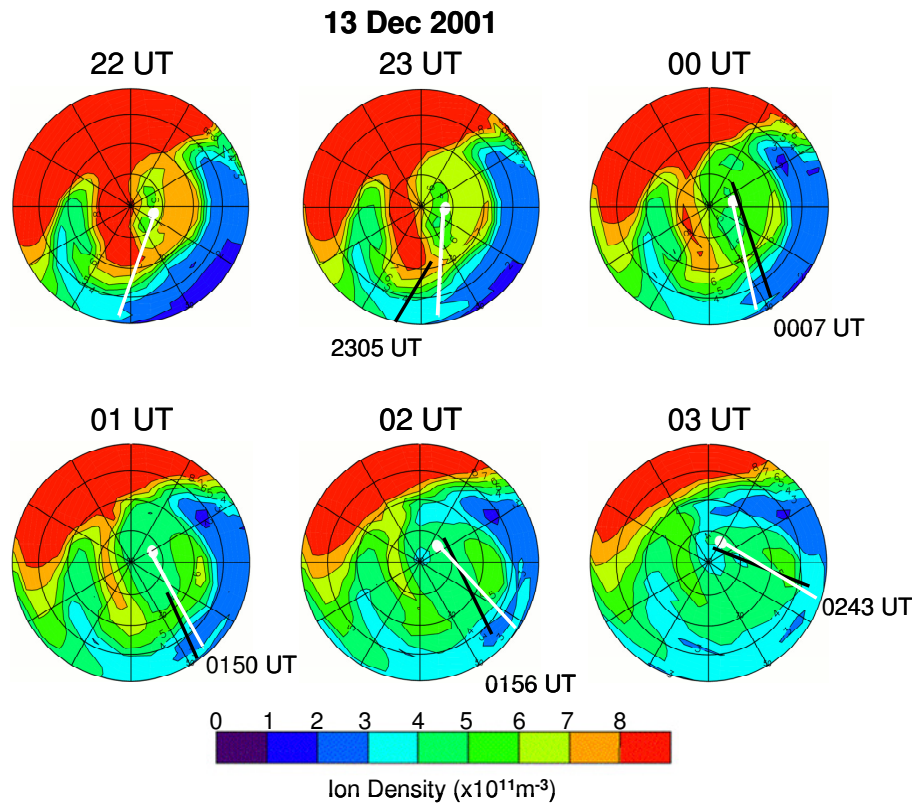 13 Dec 2001
22 UT
23 UT
00 UT
2305 UT
0007 UT
01 UT
02 UT
03 UT
0150 UT
0156 UT
0243 UT
0 1 2 3 4 5 6 7 8
Ion Density (x10¹¹m⁻³)